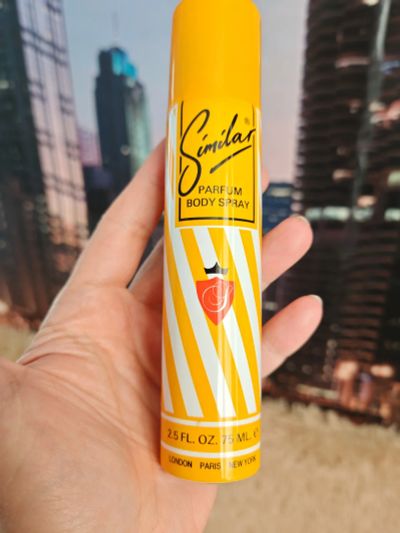 Similar®
PARFUM
BODY SPRAY
S
2.5 FL. OZ. 75 ML. e
LONDON PARIS NEW YORK